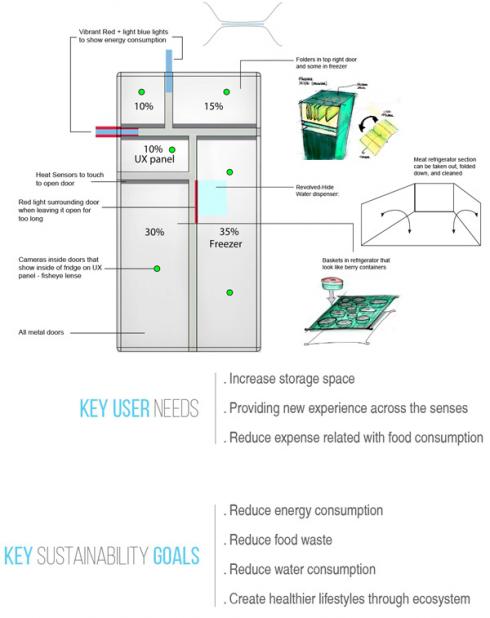 Vibrant Red + light blue lights
to show energy consumption
Folders in top right door
and some in freezer
10%
15%
10%
UX panel
Heat Sensors to touch
to open door
Red light surrounding door
when leaving it open for
too long
Revolved-Hide
Water dispenser:
Meat refrigerator section
can be taken out, folded
down, and cleaned
30%
35%
Freezer
Cameras inside doors that
show inside of fridge on UX
panel - fisheye lense
Baskets in refrigerator that
look like berry containers
All metal doors
KEY USER NEEDS
. Increase storage space
. Providing new experience across the senses
. Reduce expense related with food consumption
KEY SUSTAINABILITY GOALS
. Reduce energy consumption
. Reduce food waste
. Reduce water consumption
. Create healthier lifestyles through ecosystem